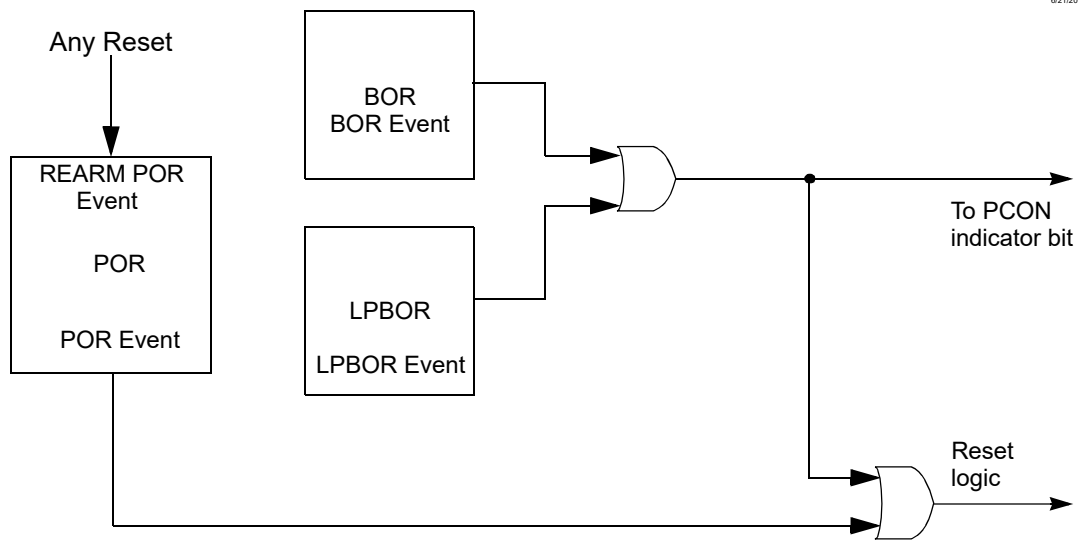 Any Reset
REARM POR
Event
POR
POR Event
BOR
BOR Event
LPBOR
LPBOR Event
To PCON
indicator bit
Reset
logic